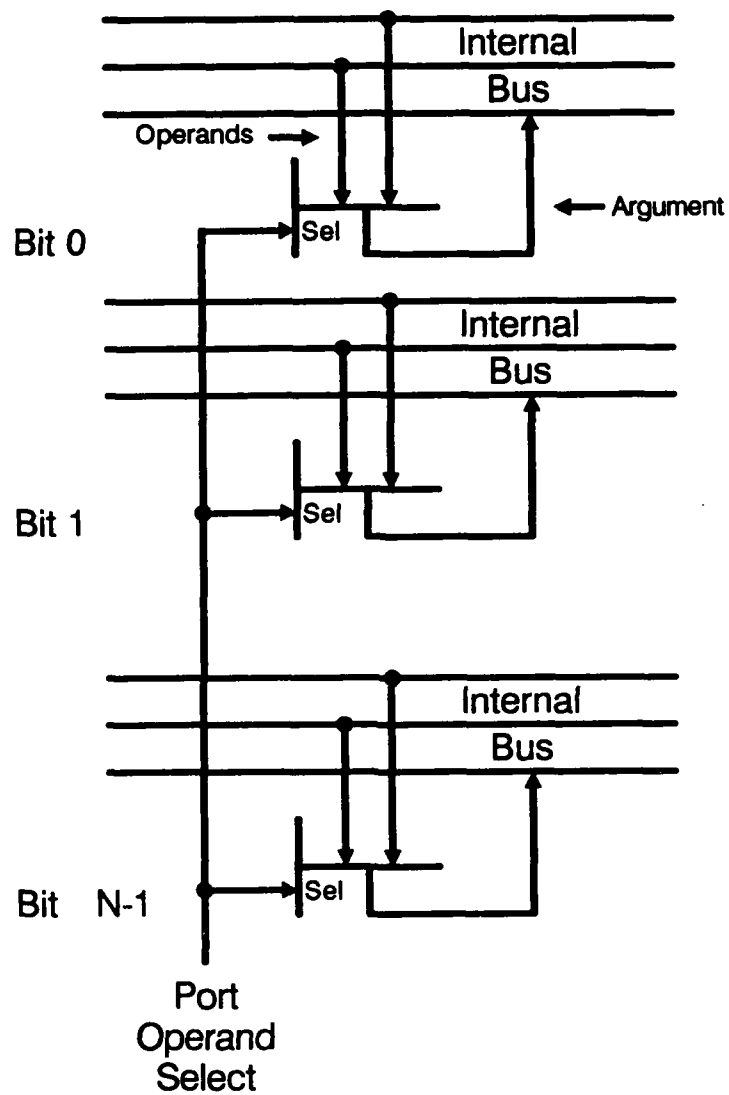 Internal
Bus
Operands
Argument
Sel
Bit 0
Internal
Bus
Sel
Bit 1
Internal
Bus
Sel
Bit N-1
Port
Operand
Select